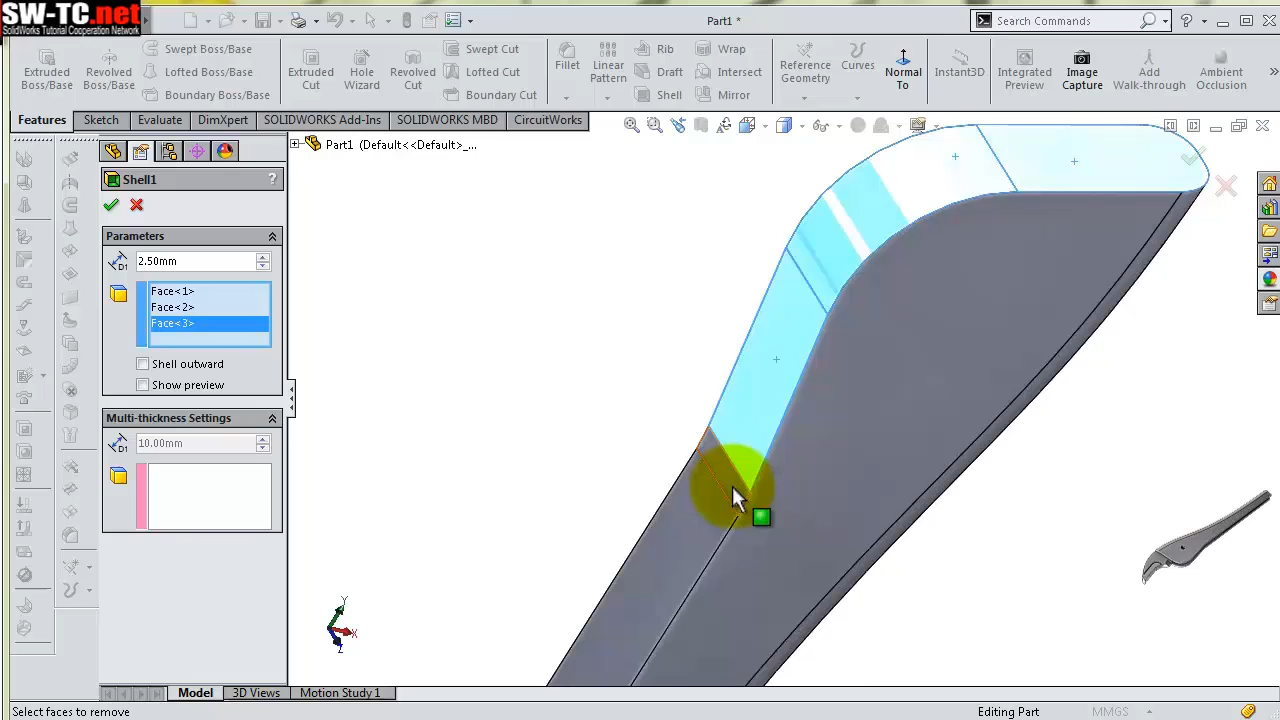 SW-TC.net
SolidWorks Tutorial Cooperation Network
Part1 *
Search Commands
?
Extruded Boss/Base
Revolved Boss/Base
Swept Boss/Base
Lofted Boss/Base
Boundary Boss/Base
Extruded Cut
Hole Wizard
Revolved Cut
Swept Cut
Lofted Cut
Boundary Cut
Fillet
Linear Pattern
Rib
Draft
Shell
Wrap
Intersect
Mirror
Reference Geometry
Curves
Normal To
Instant3D
Integrated Preview
Image Capture
Add Walk-through
Ambient Occlusion
Features
Sketch
Evaluate
DimXpert
SOLIDWORKS Add-Ins
SOLIDWORKS MBD
CircuitWorks
Part1 (Default<<Default>_...
Shell1
?
Parameters
D1
2.50mm
Face<1>
Face<2>
Face<3>
Shell outward
Show preview
Multi-thickness Settings
D1
10.00mm
Y
X
Z
Model
3D Views
Motion Study 1
Select faces to remove
Editing Part
MMGS